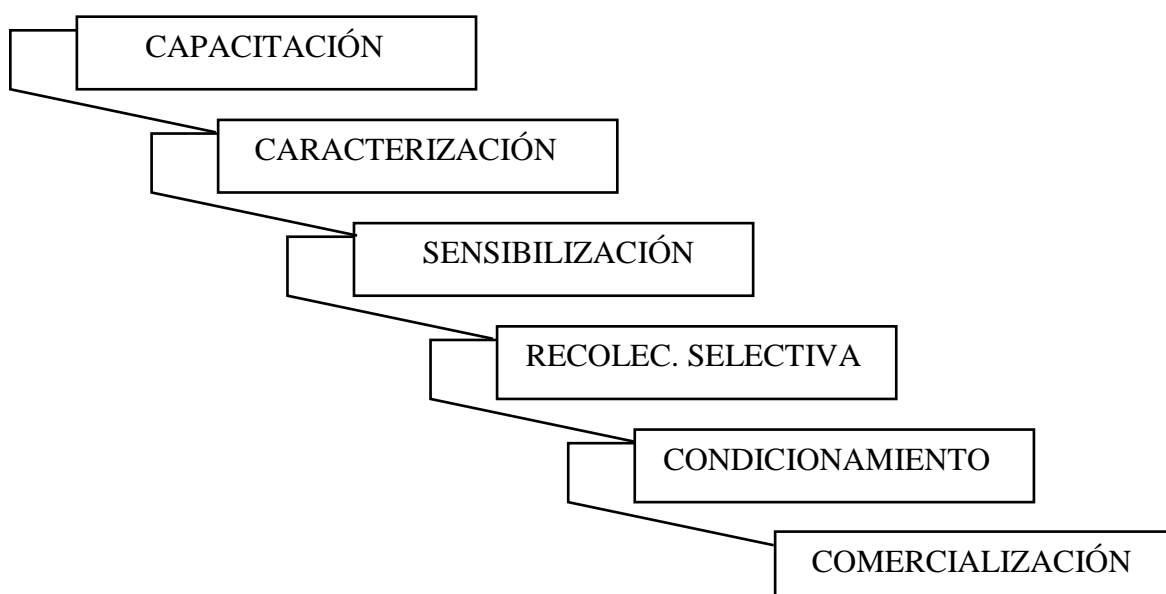 CAPACITACIÓN
CARACTERIZACIÓN
SENSIBILIZACIÓN
RECOLEC. SELECTIVA
CONDICIONAMIENTO
COMERCIALIZACIÓN